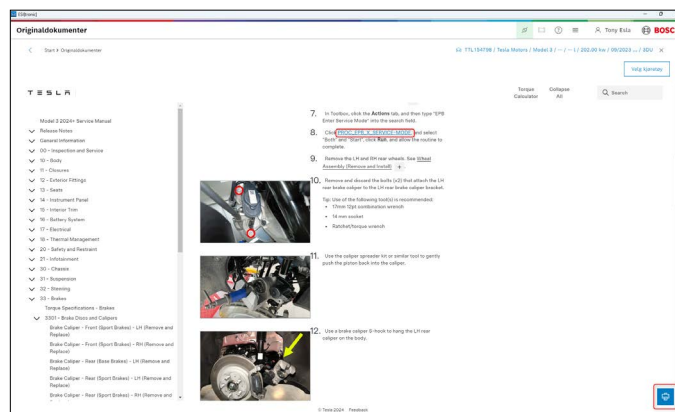 Originaldokumenter
Tony Esla
BOSC
Start > Originaldokumenter
TTL154798 / Tesla Motors / Model 3 / -- / -- \ / 202.00 kw / 09/2023 ... / 3DU
Velg kjøretøy
TESLA
Torque Calculator
Collapse All
Search
Model 3 2024+ Service Manual
Release Notes
General Information
00 - Shop and Service
10 - Body
11 - Closures
12 - Exterior Fittings
13 - Seats
14 - Instrument Panel
15 - Interior Trim
16 - Battery System
17 - Electrical
18 - Thermal Management
20 - Safety and Restraint
21 - Infotainment
30 - Chassis
31 - Suspension
32 - Steering
33 - Brakes
Torque Specifications - Brakes
3301 - Brake Discs and Calipers
Brake Caliper - Front (Sport Brakes) - LH (Remove and
Replace)
Brake Caliper - Front (Sport Brakes) - RH (Remove and
Replace)
Brake Caliper - Rear (Base Brakes) - LH (Remove and
Replace)
Brake Caliper - Rear (Sport Brakes) - LH (Remove and
Replace)
Brake Caliper - Rear (Sport Brakes) - RH (Remove and
7. In Toolbox, click the Actions tab, and then type "EPB
Enter Service Mode" into the search field.
8. Click PROC_EPB_X_SERVICE-MODE, and select
"Both" and "Start", click Run, and allow the routine to
complete.
9. Remove the LH and RH rear wheels. See Wheel
Assembly (Remove and Install) +
10. Remove and discard the bolts (x2) that attach the LH
rear brake caliper to the LH rear brake caliper bracket.
Tip: Use of the following tool(s) is recommended:
• 17mm 12pt combination wrench
• 14 mm socket
• Ratchet/torque wrench
11. Use the caliper spreader kit or similar tool to gently
push the piston back into the caliper.
12. Use a brake caliper S-hook to hang the LH rear
caliper on the body.
© Tesla 2024 Feedback